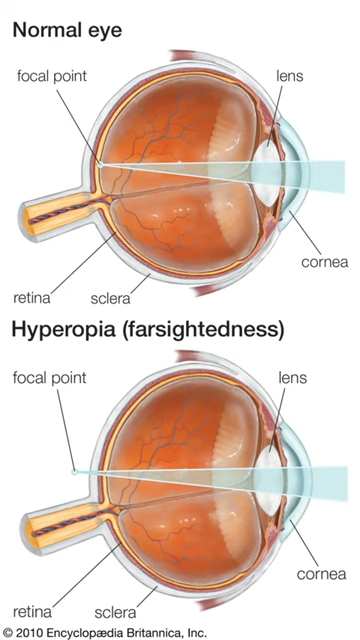 Normal eye
focal point
lens
cornea
retina
sclera
Hyperopia (farsightedness)
focal point
lens
cornea
retina
sclera
© 2010 Encyclopædia Britannica, Inc.